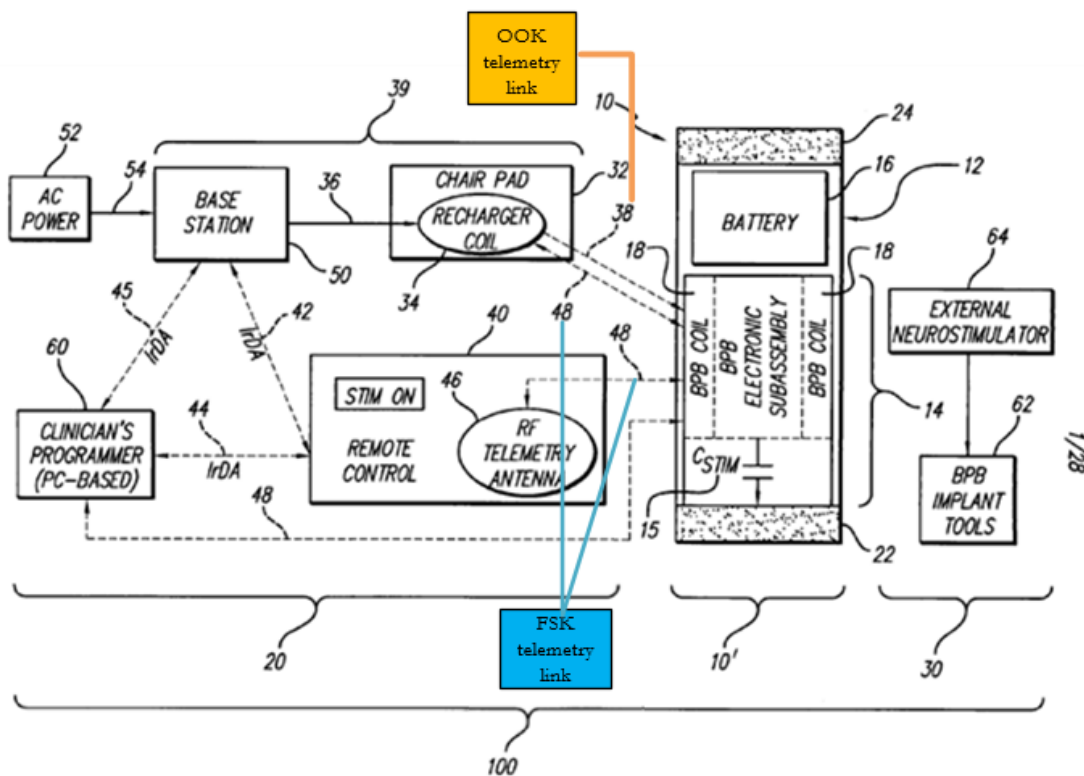 OOK
telemetry
link
39
10
24
52
54
AC
POWER
BASE
STATION
50
36
CHAIR PAD
RECHARGER
COIL
34
32
38
16
12
BATTERY
18
18
64
45
IrDA
42
IrDA
48
40
48
BPB COIL
BPB
ELECTRONIC
SUBASSEMBLY
BPB COIL
EXTERNAL
NEUROSTIMULATOR
14
60
CLINICIAN'S
PROGRAMMER
(PC-BASED)
44
IrDA
STIM ON
REMOTE
CONTROL
46
RF
TELEMETRY
ANTENNA
CSTIM
15
62
BPB
IMPLANT
TOOLS
1/28
48
22
20
FSK
telemetry
link
10'
30
100